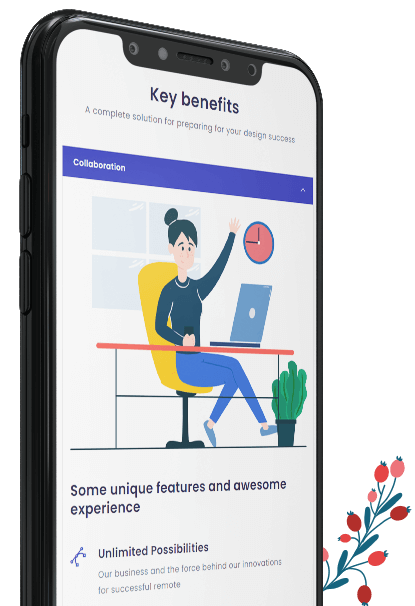 Key benefits
A complete solution for preparing for your design success
Collaboration
Some unique features and awesome
experience
Unlimited Possibilities
Our business and the force behind our innovations
for successful remote